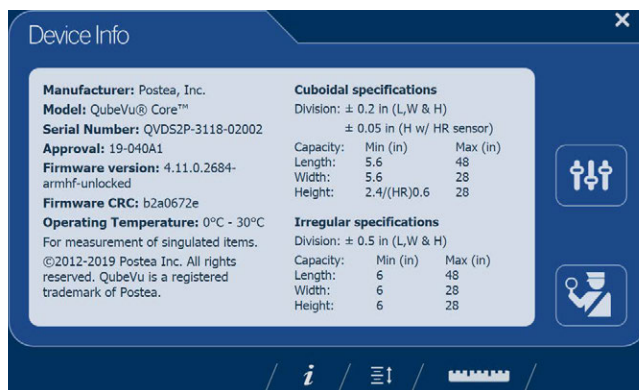 Device Info
Manufacturer: Postea, Inc.
Model: QubeVu® Core™
Serial Number: QVDS2P-3118-02002
Approval: 19-040A1
Firmware version: 4.11.0.2684-
armhf-unlocked
Firmware CRC: b2a0672e
Operating Temperature: 0°C - 30°C
For measurement of singulated items.
©2012-2019 Postea Inc. All rights
reserved. QubeVu is a registered
trademark of Postea.
Cuboidal specifications
Division: ± 0.2 in (L,W & H)
± 0.05 in (H w/ HR sensor)
Capacity: Min (in) Max (in)
Length: 5.6 48
Width: 5.6 28
Height: 2.4/(HR)0.6 28
Irregular specifications
Division: ± 0.5 in (L,W & H)
Capacity: Min (in) Max (in)
Length: 6 48
Width: 6 28
Height: 6 28